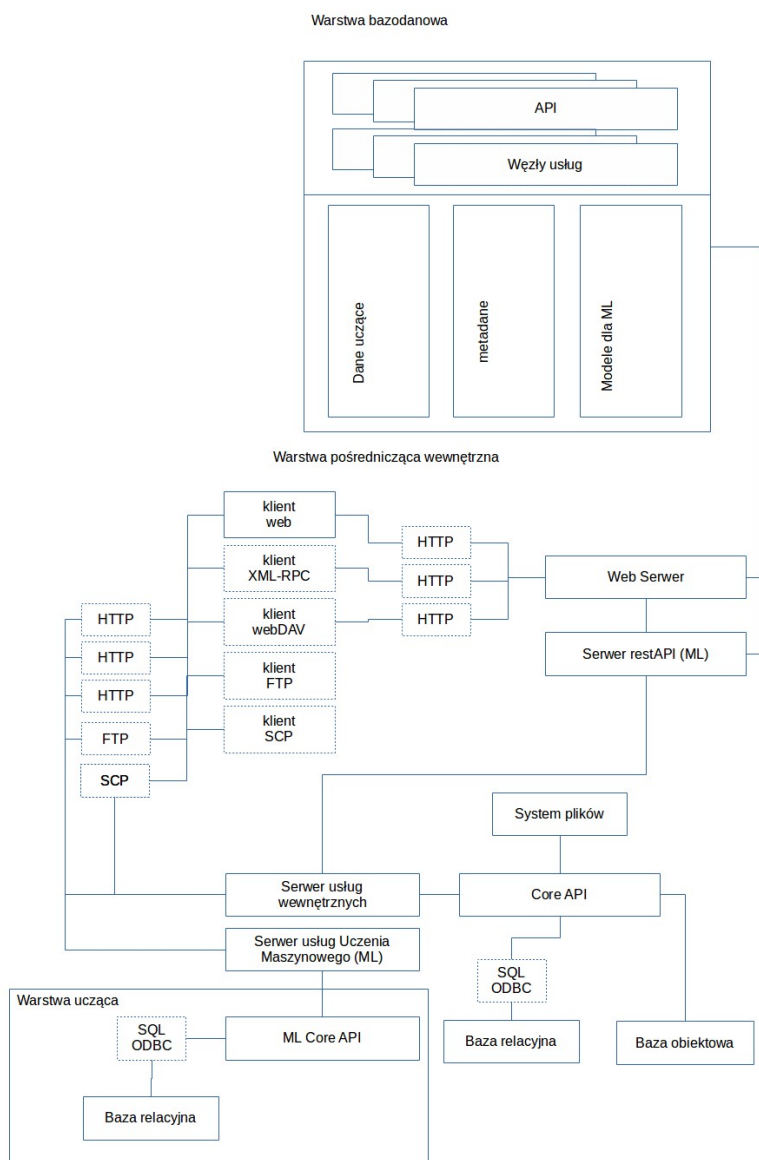 Warstwa bazodanowa
API
Węzły usług
Dane uczące
metadane
Modele dla ML
Warstwa pośrednicząca wewnętrzna
klient
web
klient
XML-RPC
klient
webDAV
klient
FTP
klient
SCP
HTTP
HTTP
HTTP
Web Serwer
Serwer restAPI (ML)
HTTP
HTTP
HTTP
FTP
SCP
System plików
Serwer usług
wewnętrznych
Core API
Serwer usług Uczenia
Maszynowego (ML)
SQL
ODBC
Baza relacyjna
Baza obiektowa
Warstwa ucząca
SQL
ODBC
ML Core API
Baza relacyjna